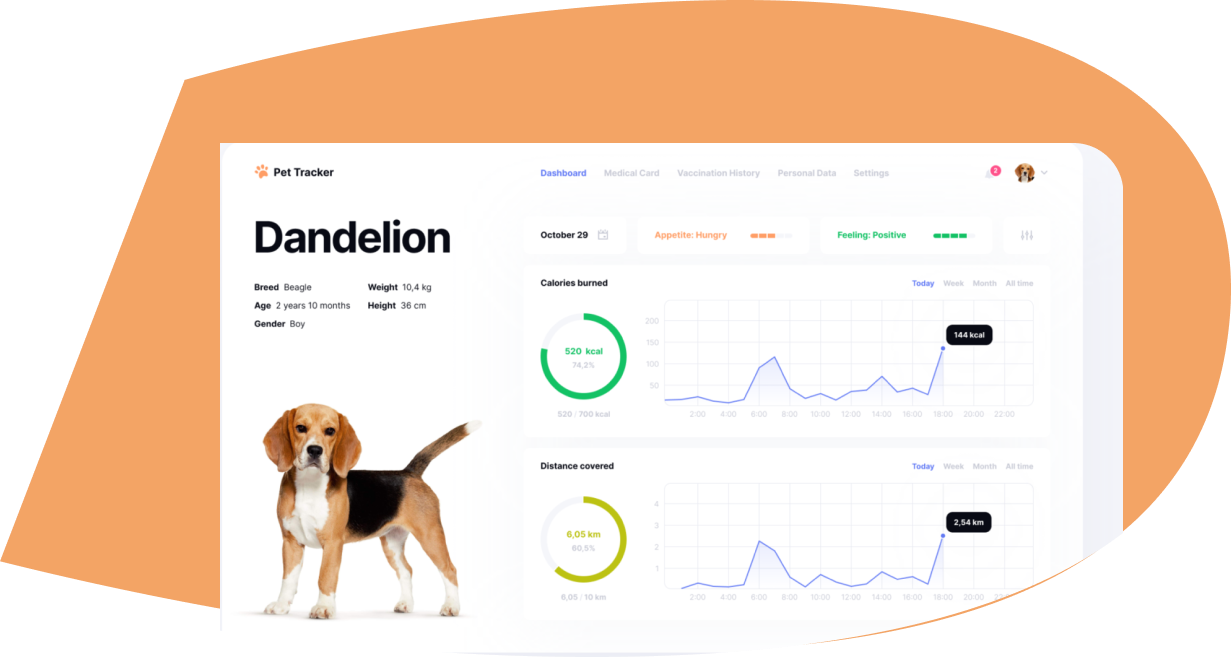 Pet Tracker
Dashboard Medical Card Vaccination History Personal Data Settings
2
Dandelion
Breed Beagle Weight 10,4 kg
Age 2 years 10 months Height 36 cm
Gender Boy
October 29 Appetite: Hungry Feeling: Positive
Calories burned Today Week Month All time
520 kcal
74,2%
520 / 700 kcal
200
150
100
50
144 kcal
2:00 4:00 6:00 8:00 10:00 12:00 14:00 16:00 18:00 20:00 22:00
Distance covered Today Week Month All time
6,05 km
60,5%
6,05 / 10 km
4
3
2
1
2,54 km
2:00 4:00 6:00 8:00 10:00 12:00 14:00 16:00 18:00 20:00